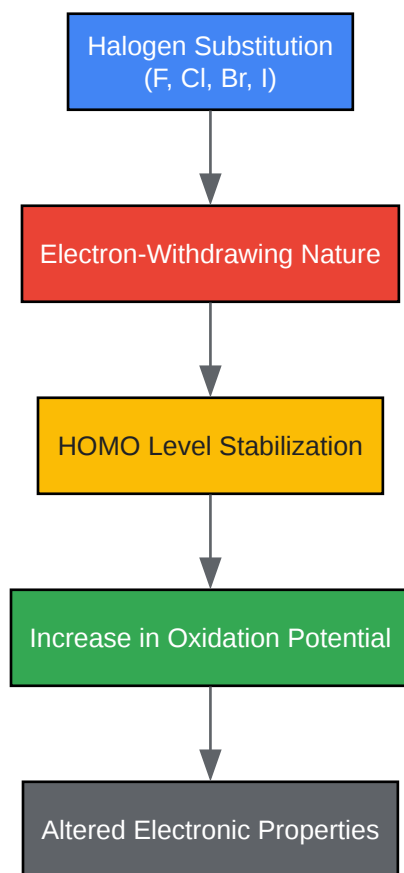 Halogen Substitution
(F, Cl, Br, I)
Electron-Withdrawing Nature
HOMO Level Stabilization
Increase in Oxidation Potential
Altered Electronic Properties